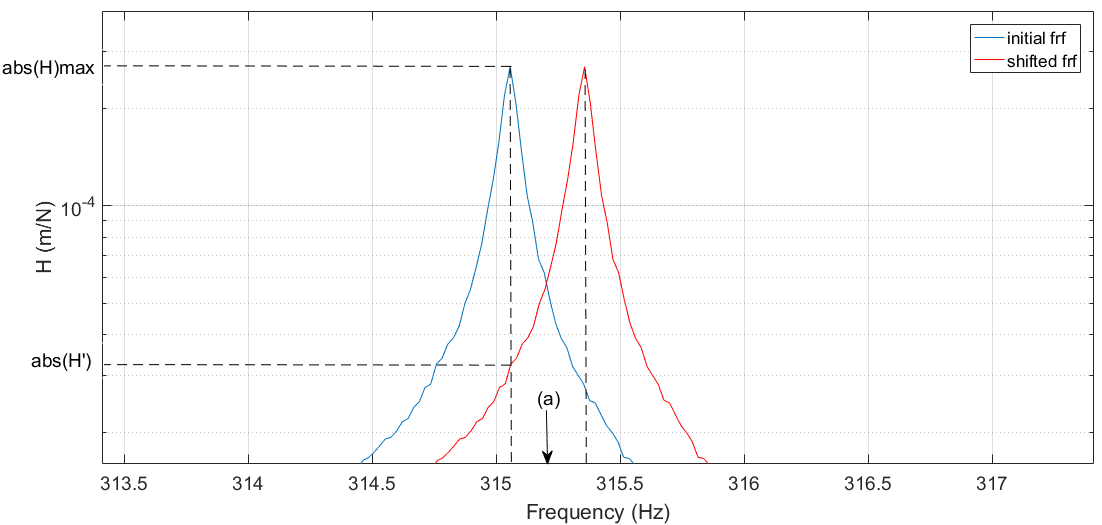 initial frf
shifted frf
abs(H)max
10-4
H (m/N)
abs(H')
(a)
313.5 314 314.5 315 315.5 316 316.5 317
Frequency (Hz)